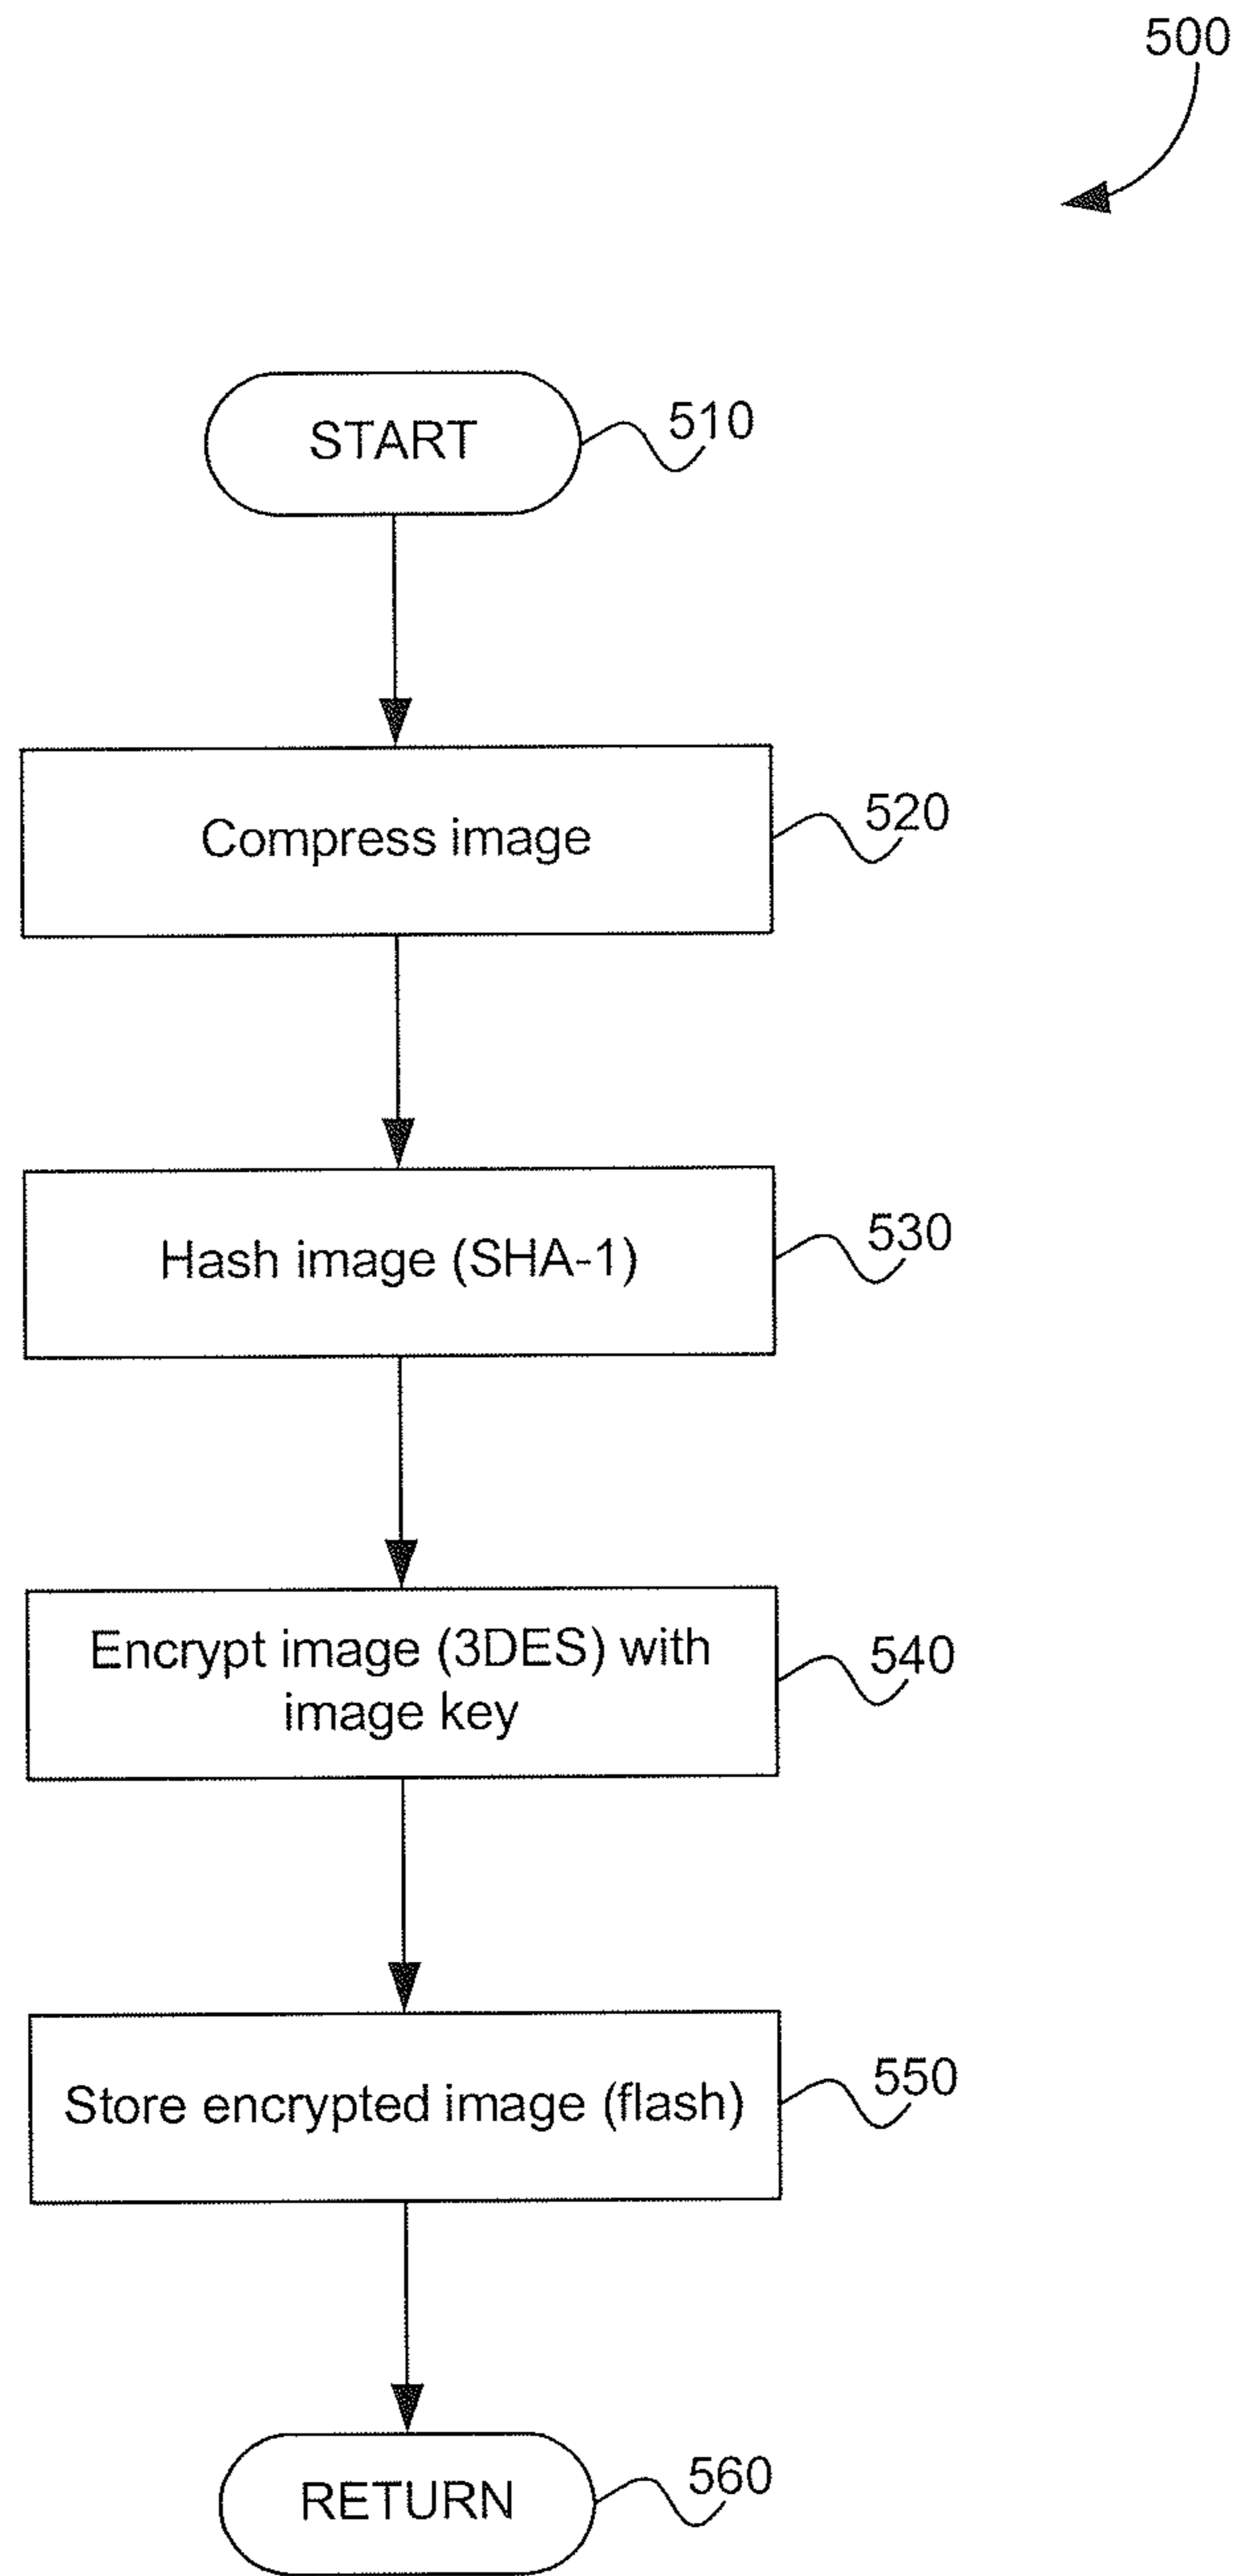 500
START
510
Compress image
520
Hash image (SHA-1)
530
Encrypt image (3DES) with
image key
540
Store encrypted image (flash)
550
RETURN
560